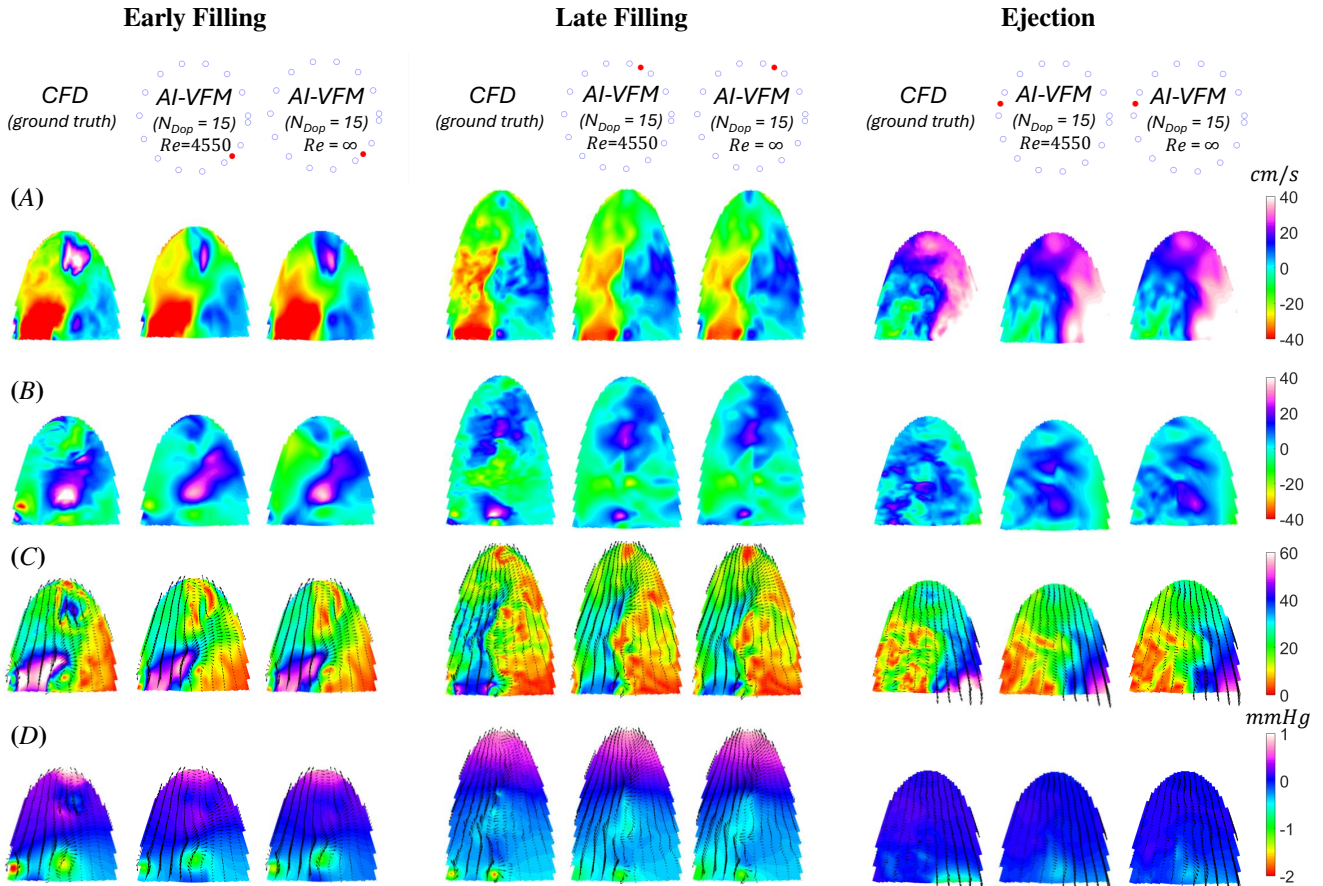 Early Filling
Late Filling
Ejection
CFD
(ground truth)
AI-VFM
(N_Dop = 15)
Re=4550
AI-VFM
(N_Dop = 15)
Re = ∞
CFD
(ground truth)
AI-VFM
(N_Dop = 15)
Re=4550
AI-VFM
(N_Dop = 15)
Re = ∞
CFD
(ground truth)
AI-VFM
(N_Dop = 15)
Re=4550
AI-VFM
(N_Dop = 15)
Re = ∞
(A)
cm/s
40
20
0
-20
-40
(B)
40
20
0
-20
-40
(C)
60
40
20
0
(D)
mmHg
1
0
-1
-2